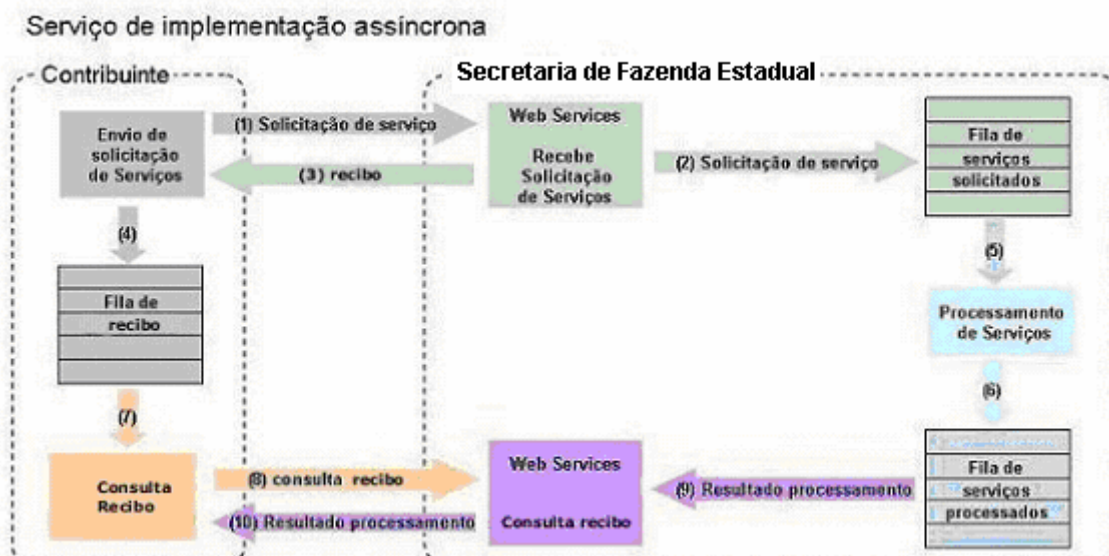 Serviço de implementação assíncrona
Contribuinte
Secretaria de Fazenda Estadual
Envio de
solicitação
de Serviços
(1) Solicitação de serviço
(3) recibo
Web Services
Recebe
Solicitação
de Serviços
(2) Solicitação de serviço
Fila de
serviços
solicitados
(4)
(5)
Fila de
recibo
Processamento
de Serviços
(6)
(7)
Consulta
Recibo
(8) consulta recibo
(10) Resultado processamento
Web Services
Consulta recibo
(9) Resultado processamento
Fila de
serviços
processados